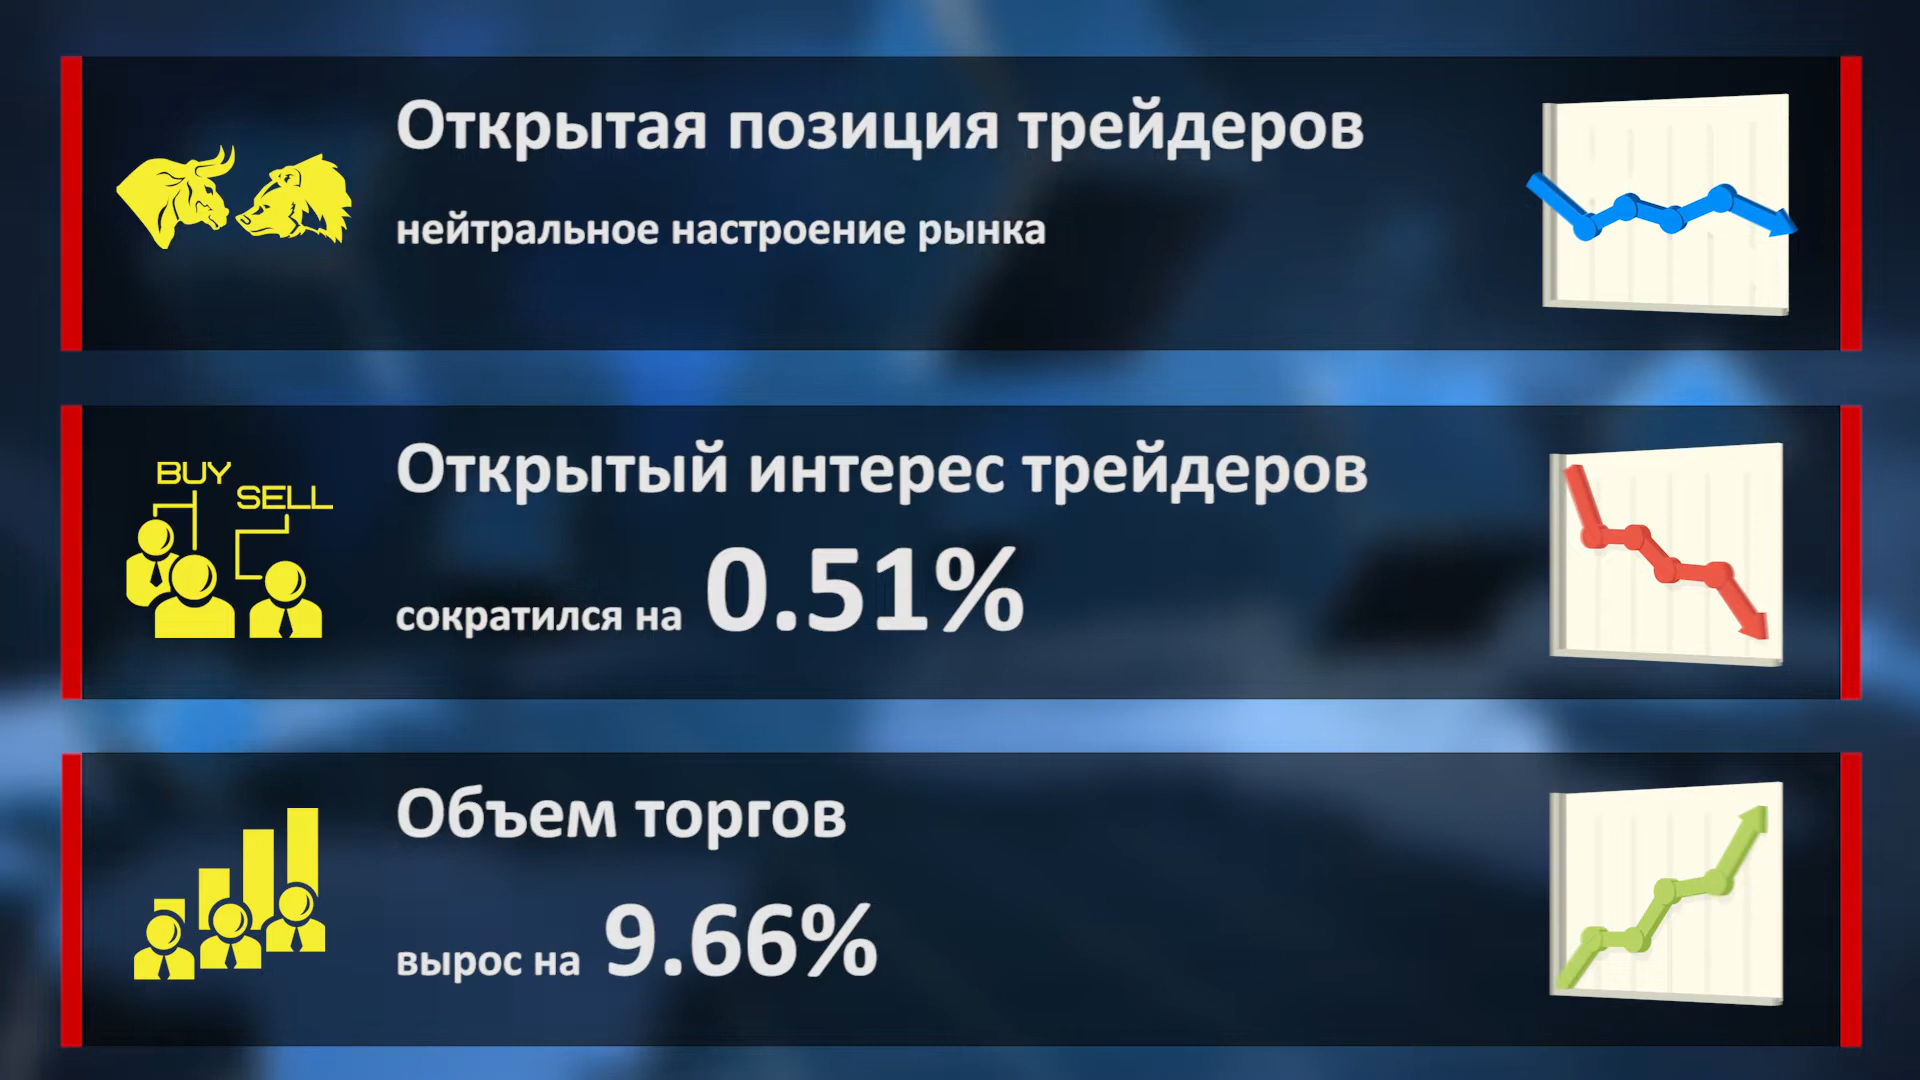 Открытая позиция трейдеров
нейтральное настроение рынка
BUY
SELL
Открытый интерес трейдеров
сократился на 0.51%
Объем торгов
вырос на 9.66%